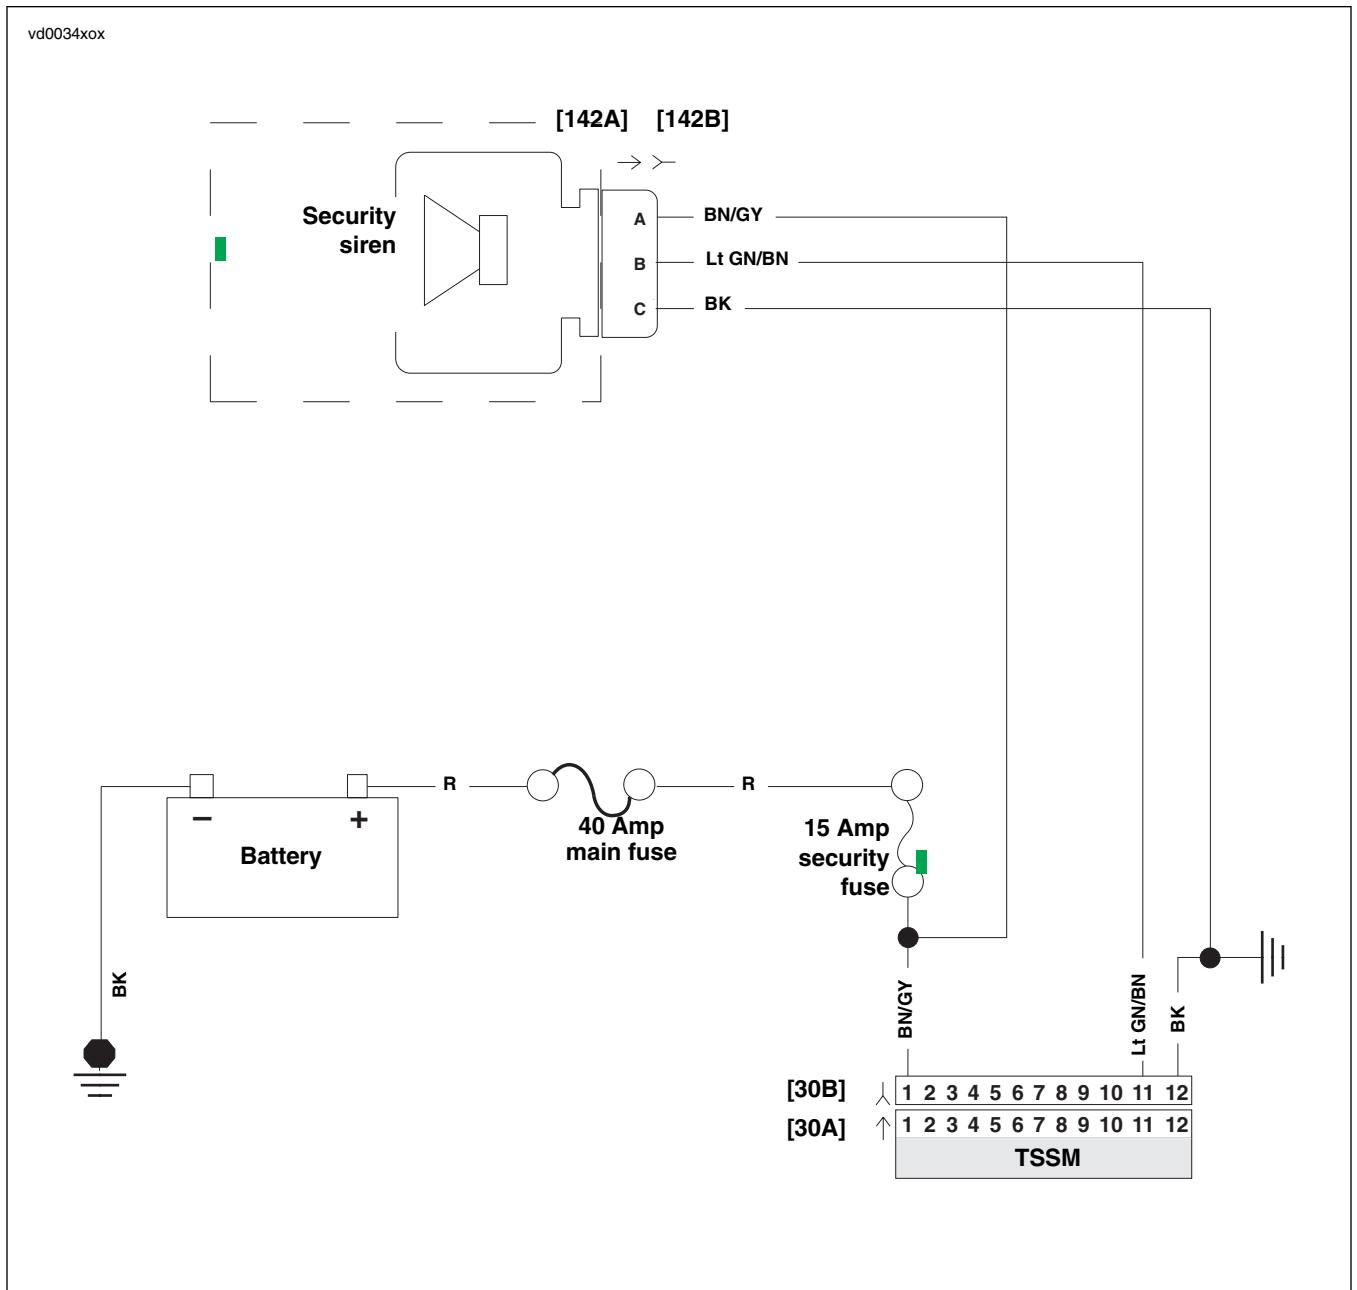 vd0034xox
[142A] [142B]
Security
siren
A
BN/GY
B
Lt GN/BN
C
BK
R
R
40 Amp
main fuse
15 Amp
security
fuse
− +
Battery
BK
BN/GY
Lt GN/BN
BK
[30B]
1 2 3 4 5 6 7 8 9 10 11 12
[30A]
1 2 3 4 5 6 7 8 9 10 11 12
TSSM